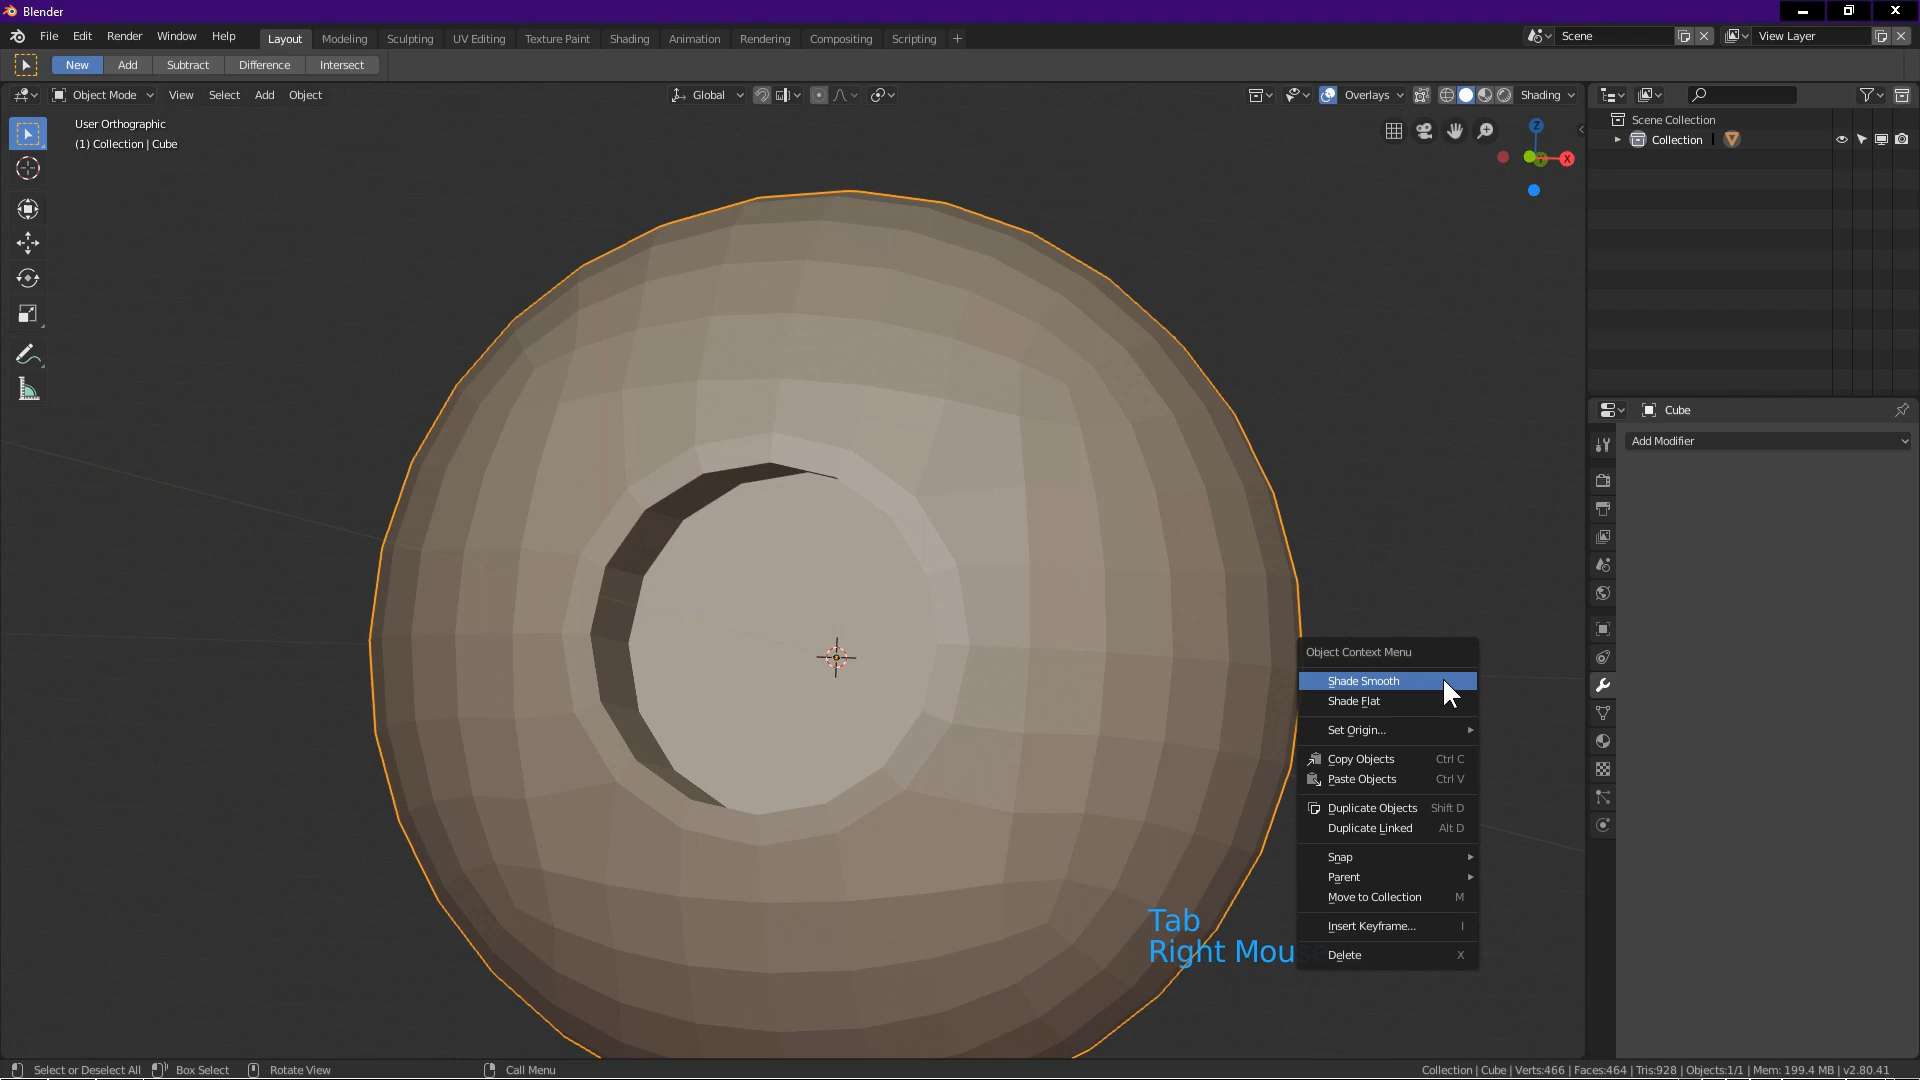 Blender
File Edit Render Window Help Layout Modeling Sculpting UV Editing Texture Paint Shading Animation Rendering Compositing Scripting + Scene View Layer
New Add Subtract Difference Intersect
Object Mode View Select Add Object Global Overlays Shading
User Orthographic
(1) Collection | Cube
Z
X
Scene Collection
Collection
Cube
Add Modifier
Object Context Menu
Shade Smooth
Shade Flat
Set Origin...
Copy Objects Ctrl C
Paste Objects Ctrl V
Duplicate Objects Shift D
Duplicate Linked Alt D
Snap
Parent
Move to Collection M
Insert Keyframe... I
Delete X
Tab
Right Mou
Select or Deselect All Box Select Rotate View Call Menu Collection | Cube | Verts:466 | Faces:464 | Tris:928 | Objects:1/1 | Mem: 199.4 MB | v2.80.41